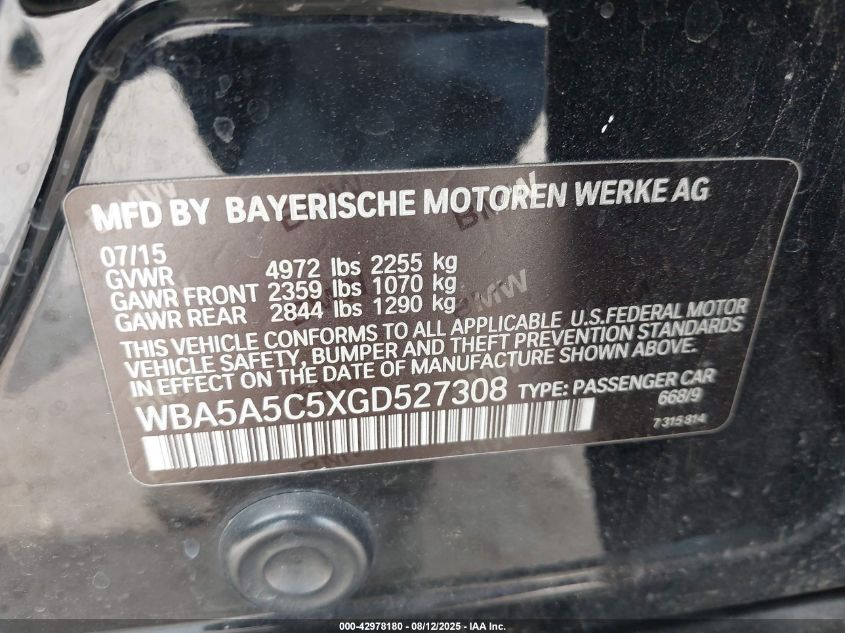 MFD BY BAYERISCHE MOTOREN WERKE AG
07/15
GVWR 4972 lbs 2255 kg
GAWR FRONT 2359 lbs 1070 kg
GAWR REAR 2844 lbs 1290 kg
THIS VEHICLE CONFORMS TO ALL APPLICABLE U.S.FEDERAL MOTOR
VEHICLE SAFETY, BUMPER AND THEFT PREVENTION STANDARDS
IN EFFECT ON THE DATE OF MANUFACTURE SHOWN ABOVE.
WBA5A5C5XGD527308 TYPE: PASSENGER CAR
668/9
7 315 814
000-42978180 - 08/12/2025 - IAA Inc.